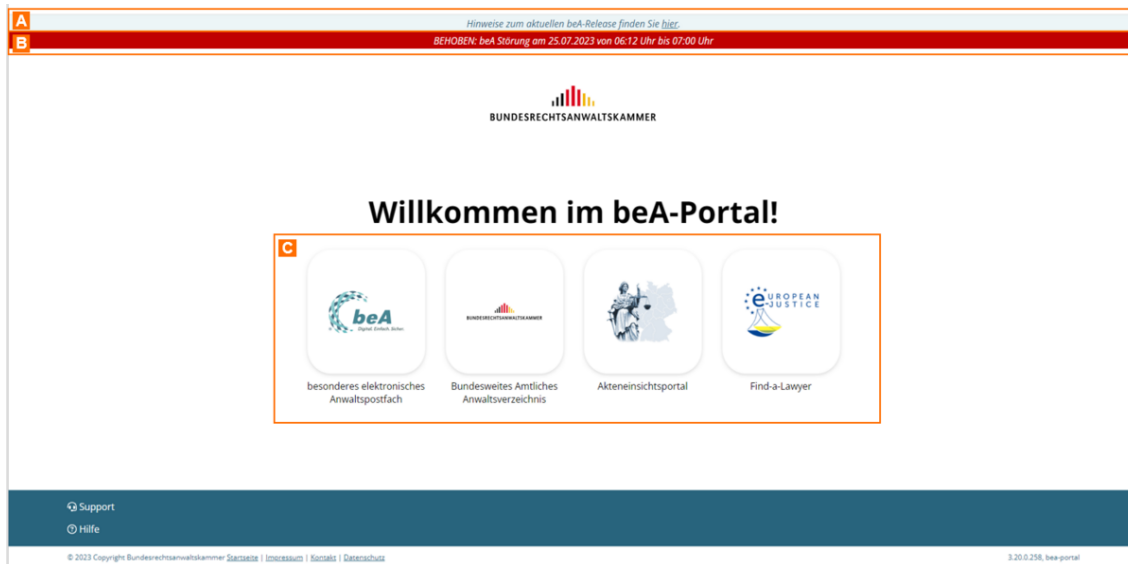 A
Hinweise zum aktuellen beA-Release finden Sie hier.
B
BEHOBEN: beA Störung am 25.07.2023 von 06:12 Uhr bis 07:00 Uhr
BUNDESRECHTSANWALTSKAMMER
Willkommen im beA-Portal!
C
beA
Digital. Einfach. Sicher.
BUNDESRECHTSANWALTSKAMMER
EUROPEAN
JUSTICE
besonderes elektronisches
Anwaltspostfach
Bundesweites Amtliches
Anwaltsverzeichnis
Akteneinsichtsportal
Find-a-Lawyer
Support
Hilfe
© 2023 Copyright Bundesrechtsanwaltskammer Startseite | Impressum | Kontakt | Datenschutz
3.20.0.258, bea-portal